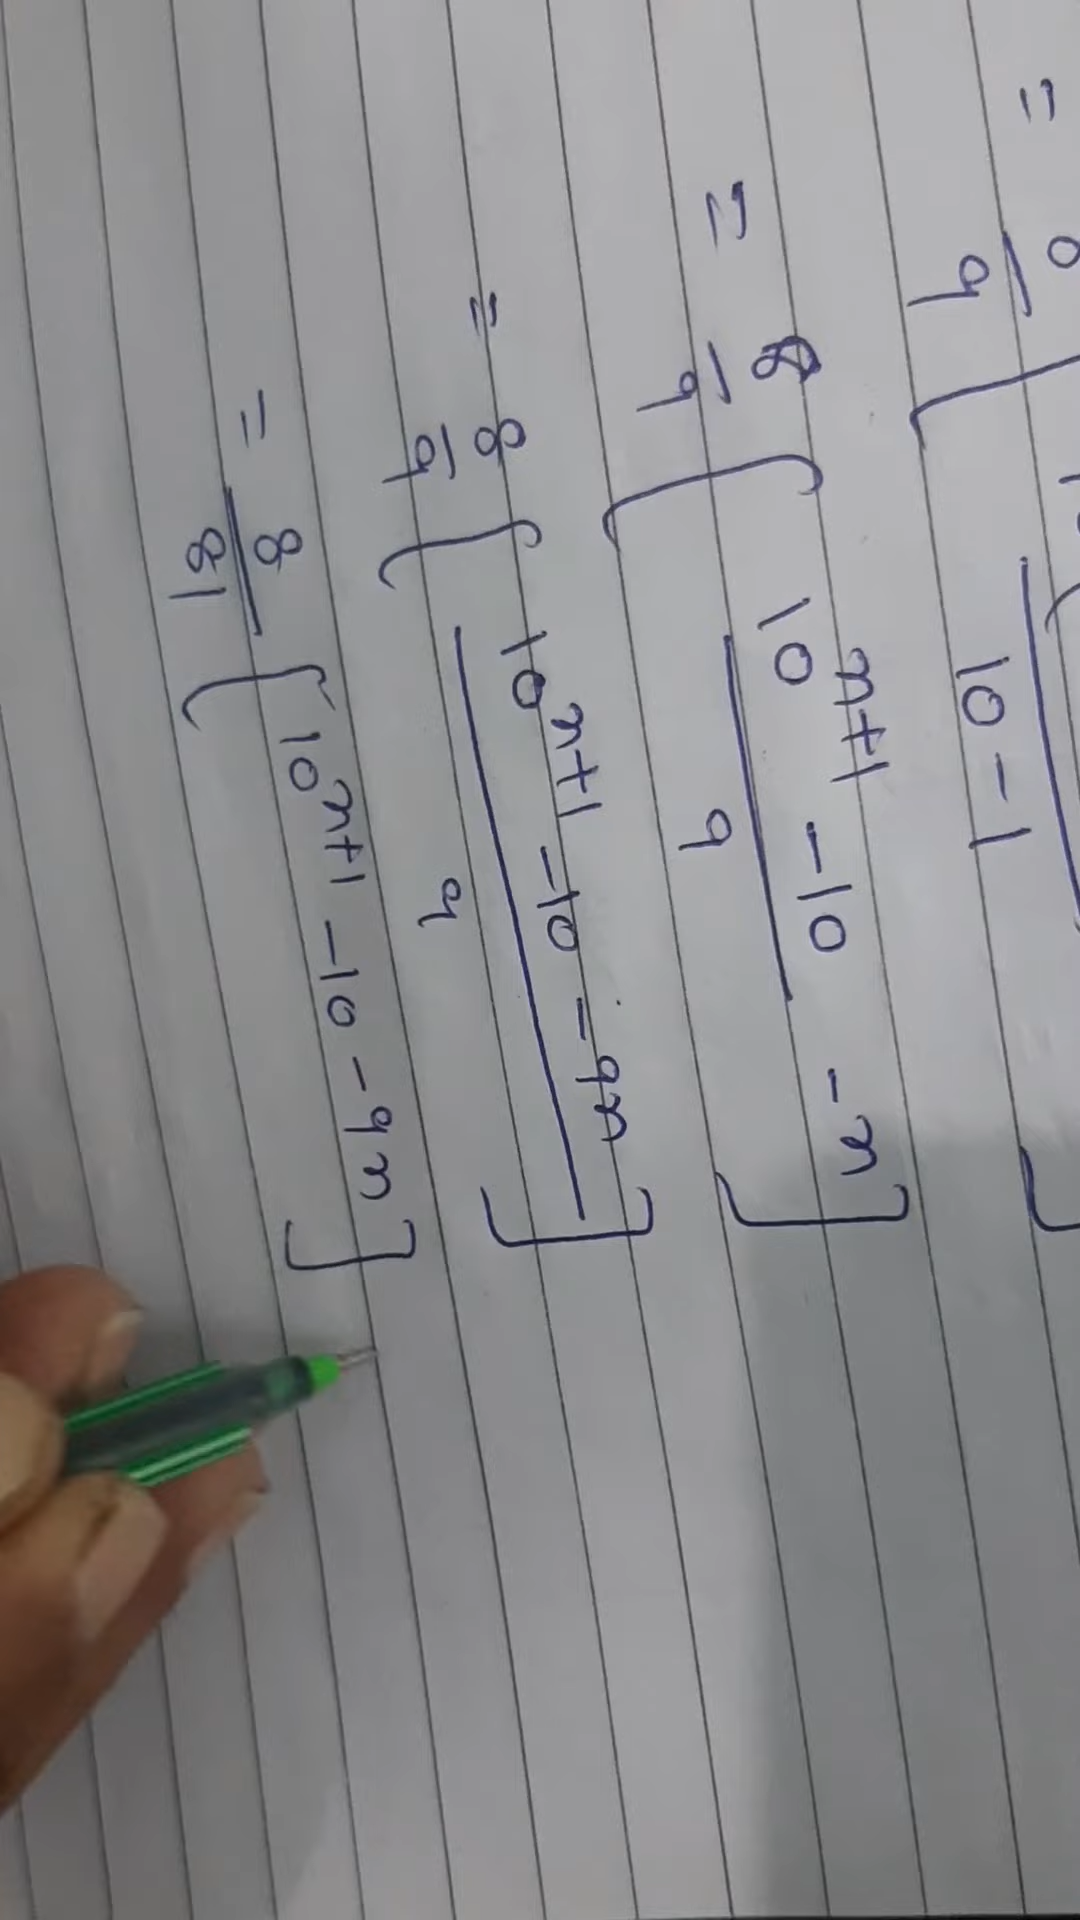 = 8/9 [ 10^{n+1} - 10 / 9 - n ]
= 8/9 [ 10^{n+1} - 10 - 9n / 9 ]
= 8/81 [ 10^{n+1} - 10 - 9n ]